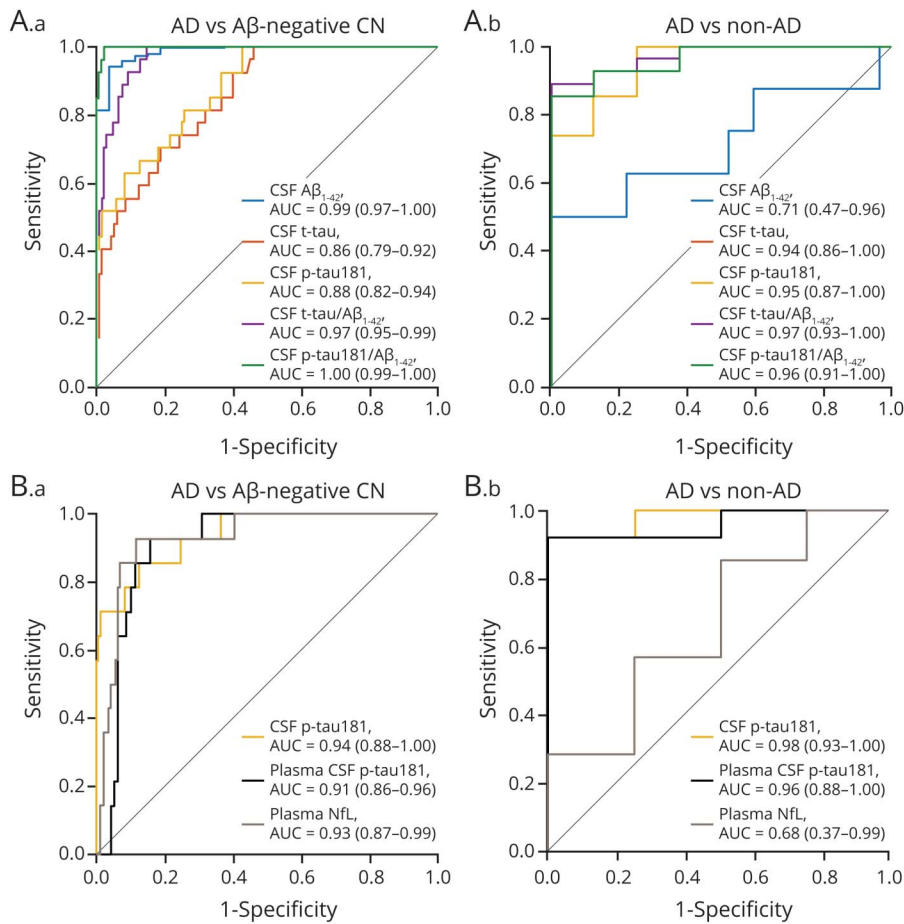 A.a
AD vs Aβ-negative CN
1.0
0.8
0.6
0.4
0.2
0.0
Sensitivity
CSF Aβ1-42,
AUC = 0.99 (0.97–1.00)
CSF t-tau,
AUC = 0.86 (0.79–0.92)
CSF p-tau181,
AUC = 0.88 (0.82–0.94)
CSF t-tau/Aβ1-42,
AUC = 0.97 (0.95–0.99)
CSF p-tau181/Aβ1-42,
AUC = 1.00 (0.99–1.00)
0.0 0.2 0.4 0.6 0.8 1.0
1-Specificity
A.b
AD vs non-AD
1.0
0.8
0.6
0.4
0.2
0.0
Sensitivity
CSF Aβ1-42,
AUC = 0.71 (0.47–0.96)
CSF t-tau,
AUC = 0.94 (0.86–1.00)
CSF p-tau181,
AUC = 0.95 (0.87–1.00)
CSF t-tau/Aβ1-42,
AUC = 0.97 (0.93–1.00)
CSF p-tau181/Aβ1-42,
AUC = 0.96 (0.91–1.00)
0.0 0.2 0.4 0.6 0.8 1.0
1-Specificity
B.a
AD vs Aβ-negative CN
1.0
0.8
0.6
0.4
0.2
0.0
Sensitivity
CSF p-tau181,
AUC = 0.94 (0.88–1.00)
Plasma CSF p-tau181,
AUC = 0.91 (0.86–0.96)
Plasma NfL,
AUC = 0.93 (0.87–0.99)
0.0 0.2 0.4 0.6 0.8 1.0
1-Specificity
B.b
AD vs non-AD
1.0
0.8
0.6
0.4
0.2
0.0
Sensitivity
CSF p-tau181,
AUC = 0.98 (0.93–1.00)
Plasma CSF p-tau181,
AUC = 0.96 (0.88–1.00)
Plasma NfL,
AUC = 0.68 (0.37–0.99)
0.0 0.2 0.4 0.6 0.8 1.0
1-Specificity